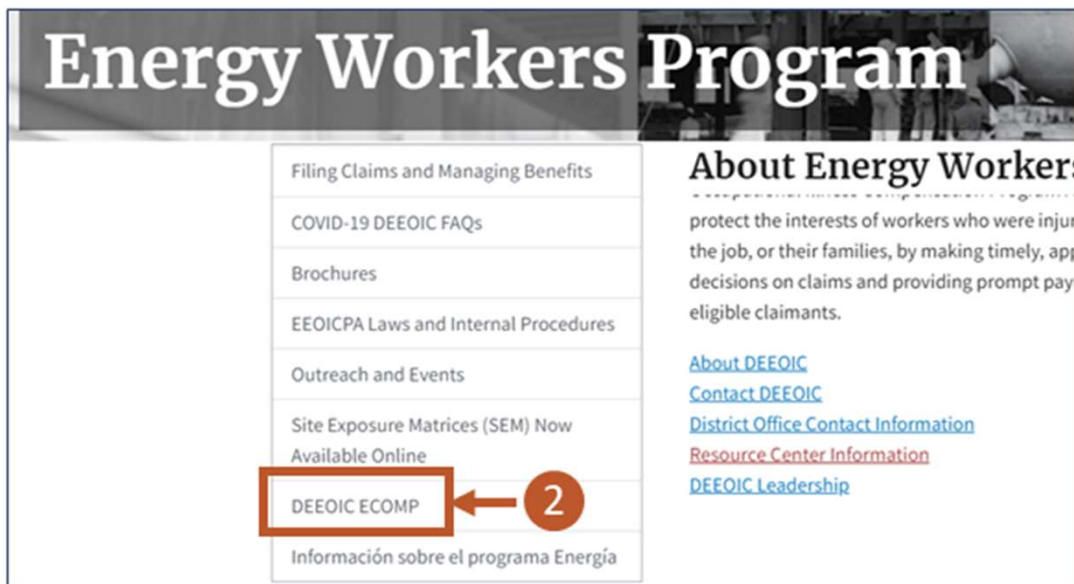 Energy Workers Program
Filing Claims and Managing Benefits
COVID-19 DEEOIC FAQs
Brochures
EEOICPA Laws and Internal Procedures
Outreach and Events
Site Exposure Matrices (SEM) Now
Available Online
DEEOIC ECOMP
2
Información sobre el programa Energía
About Energy Workers
protect the interests of workers who were injur
the job, or their families, by making timely, app
decisions on claims and providing prompt pay
eligible claimants.
About DEEOIC
Contact DEEOIC
District Office Contact Information
Resource Center Information
DEEOIC Leadership